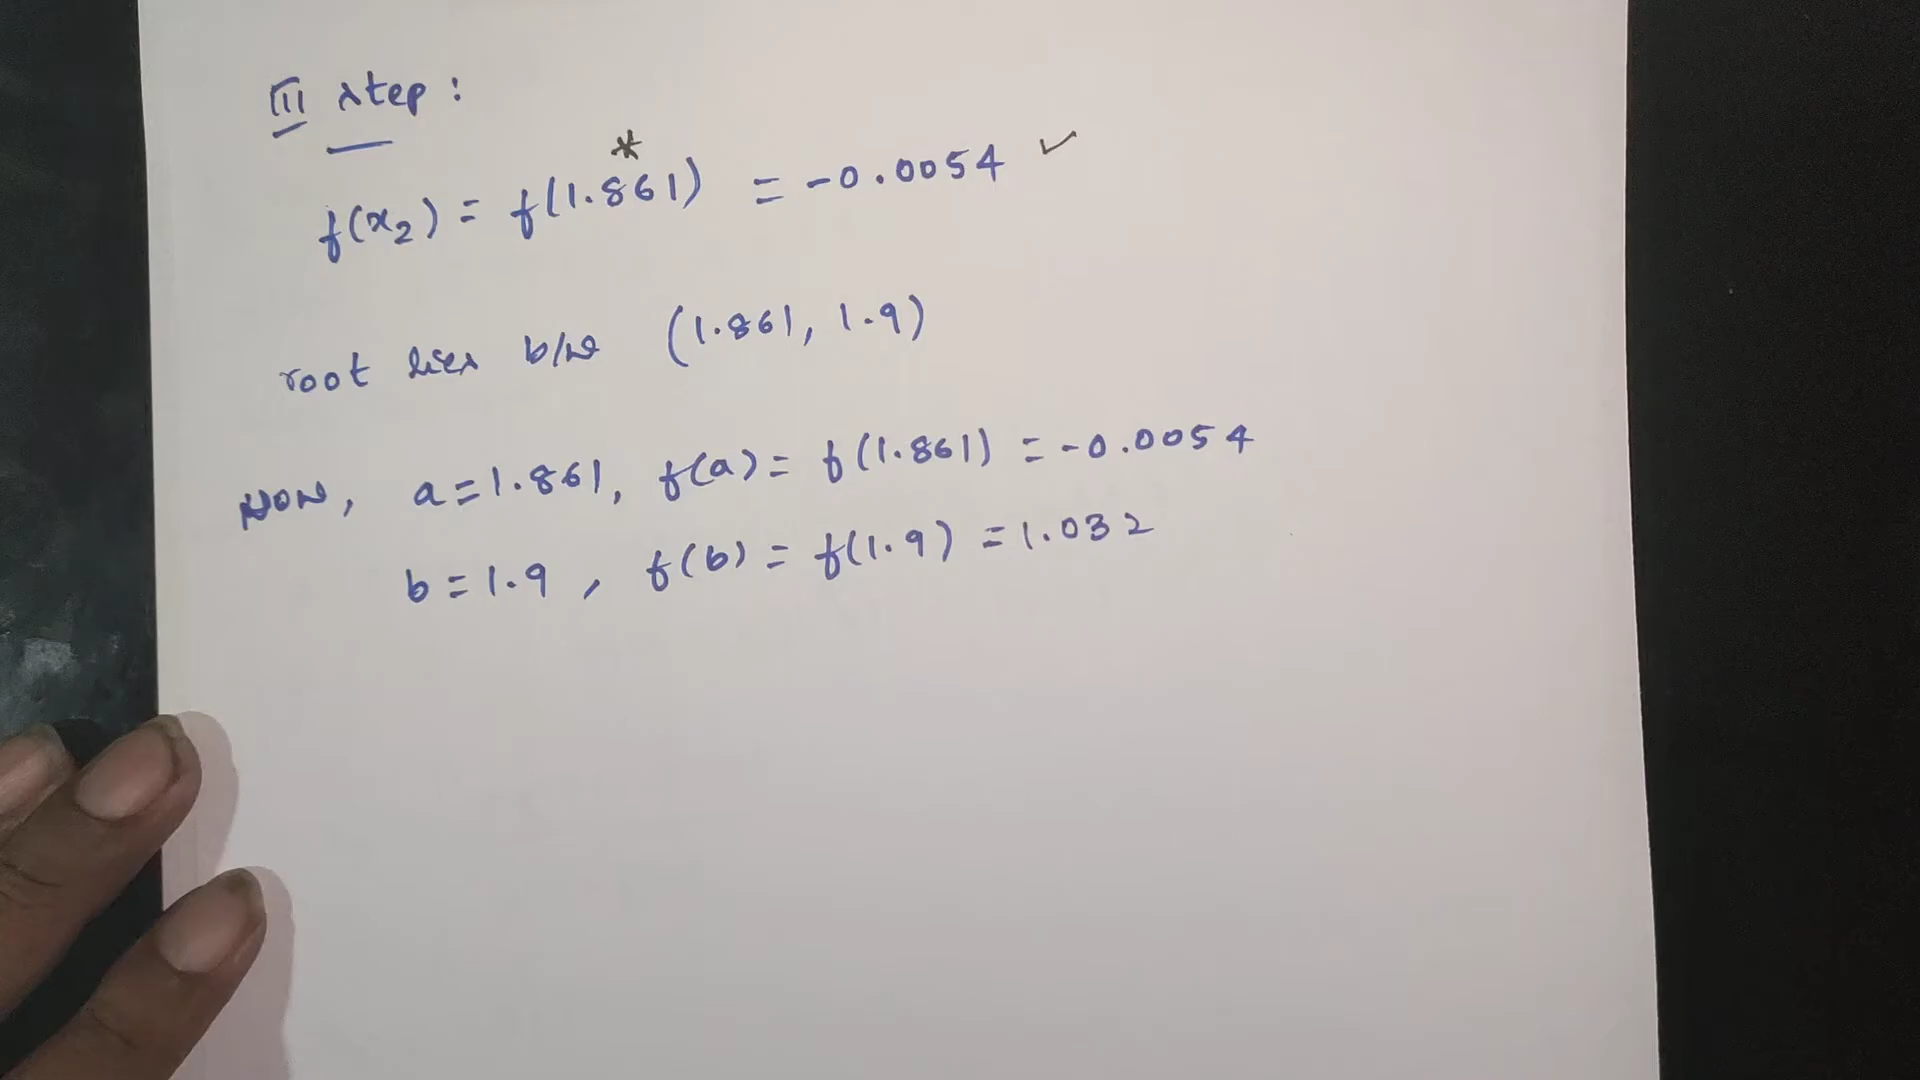 III step :
*
f(x₂) = f(1.861) = -0.0054 ✓
root lies b/w (1.861, 1.9)
Now, a=1.861, f(a)= f(1.861) = -0.0054
b=1.9, f(b) = f(1.9) = 1.032